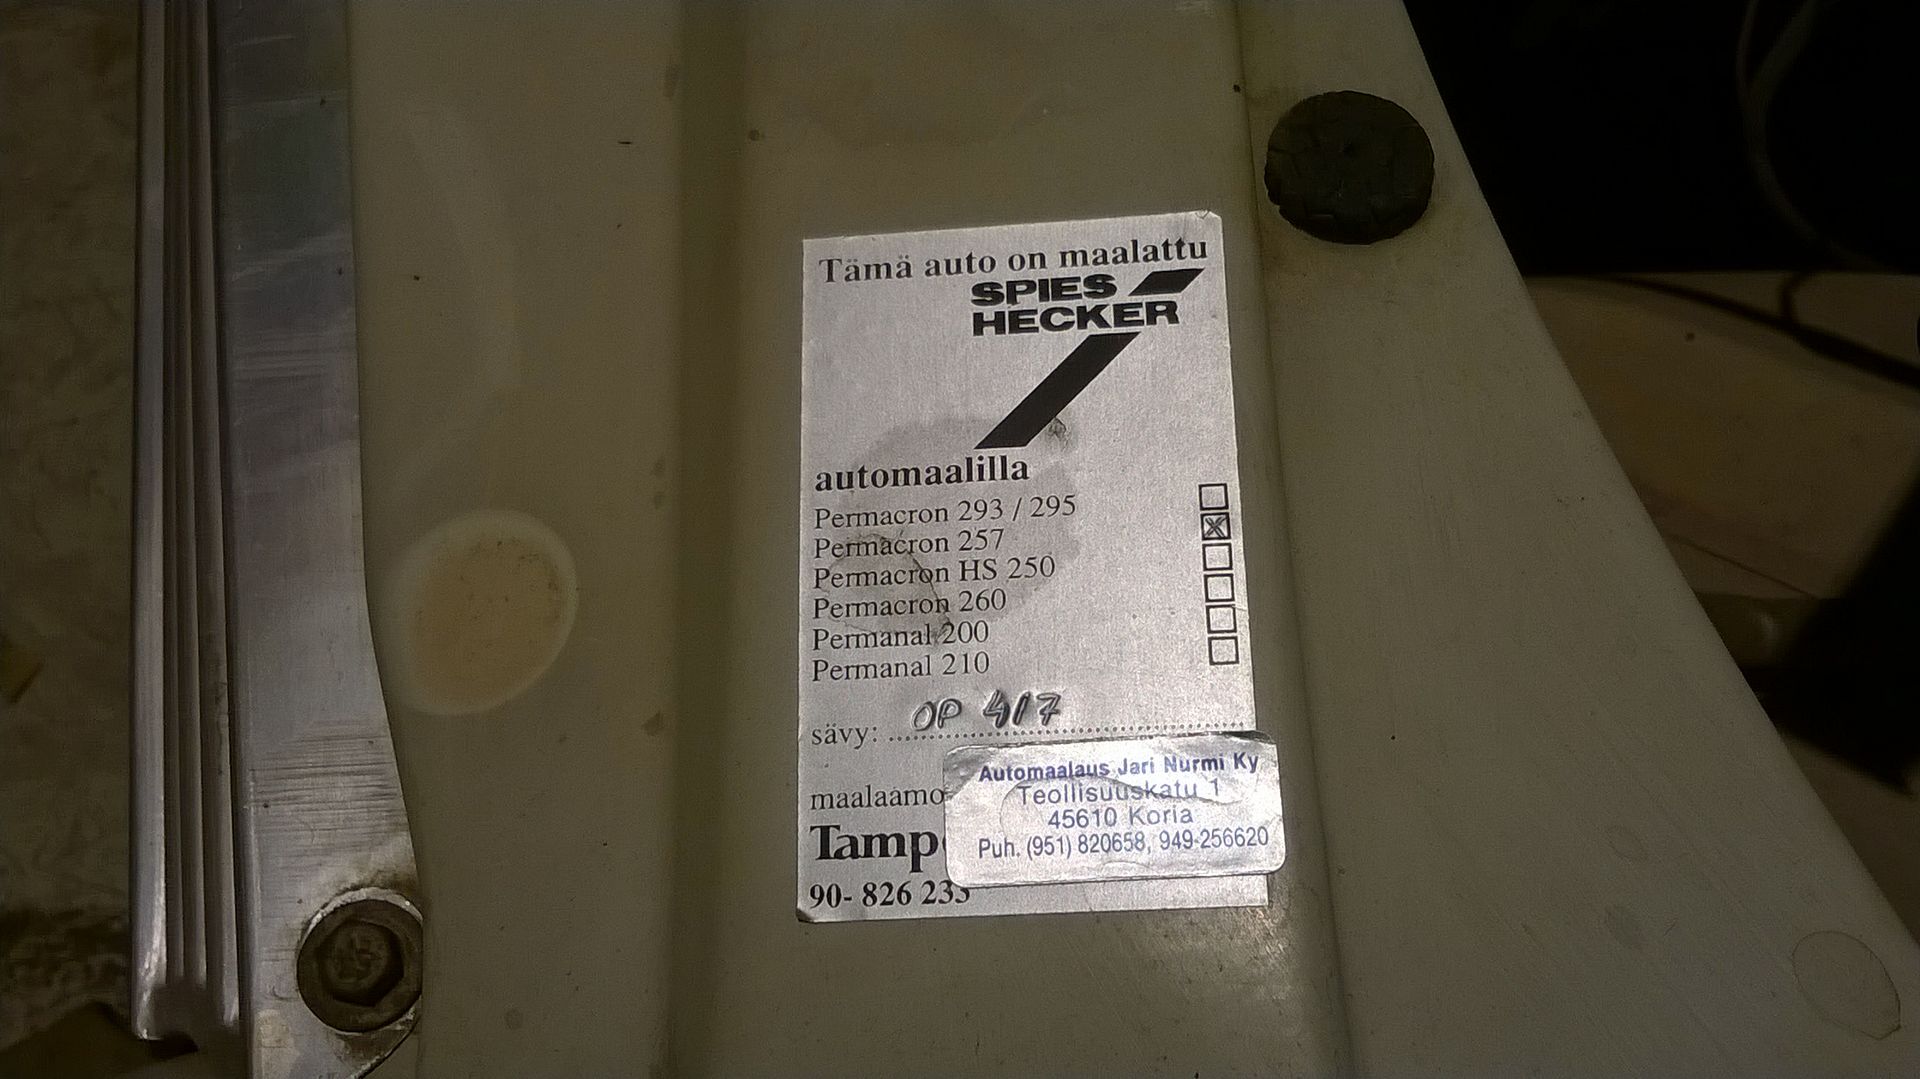 Tämä auto on maalattu
SPIES
HECKER
automaalilla
Permacron 293 / 295
Permacron 257
Permacron HS 250
Permacron 260
Permanal 200
Permanal 210
sävy: OP 417
maalaamo
Automaalaus Jari Nurmi Ky
Teollisuuskatu 1
45610 Koria
Puh. (951) 820658, 949-256620
Tamp
90- 826 233